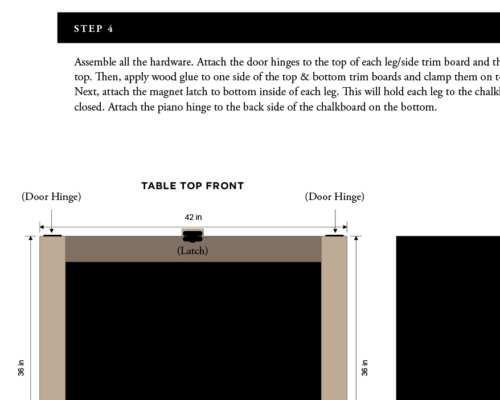 STEP 4
Assemble all the hardware. Attach the door hinges to the top of each leg/side trim board and
top. Then, apply wood glue to one side of the top & bottom trim boards and clamp them on
Next, attach the magnet latch to bottom inside of each leg. This will hold each leg to the
closed. Attach the piano hinge to the back side of the chalkboard on the bottom.
TABLE TOP FRONT
(Door Hinge) (Door Hinge)
42 in
(Latch)
36 in 36 in